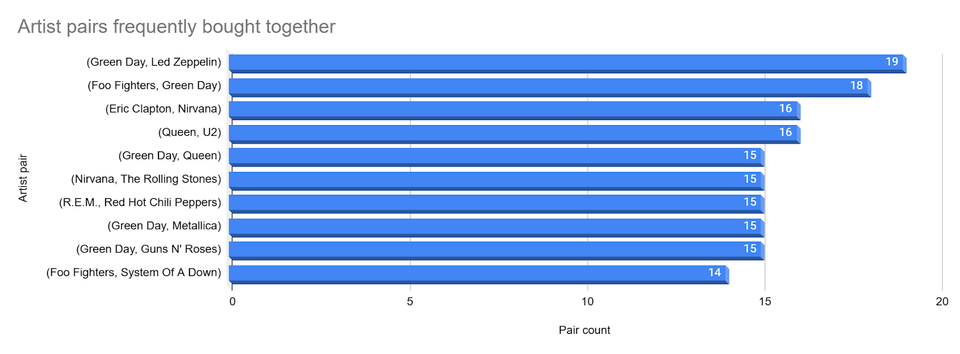 Artist pairs frequently bought together
Artist pair
(Green Day, Led Zeppelin) 19
(Foo Fighters, Green Day) 18
(Eric Clapton, Nirvana) 16
(Queen, U2) 16
(Green Day, Queen) 15
(Nirvana, The Rolling Stones) 15
(R.E.M., Red Hot Chili Peppers) 15
(Green Day, Metallica) 15
(Green Day, Guns N' Roses) 15
(Foo Fighters, System Of A Down) 14
0 5 10 15 20
Pair count